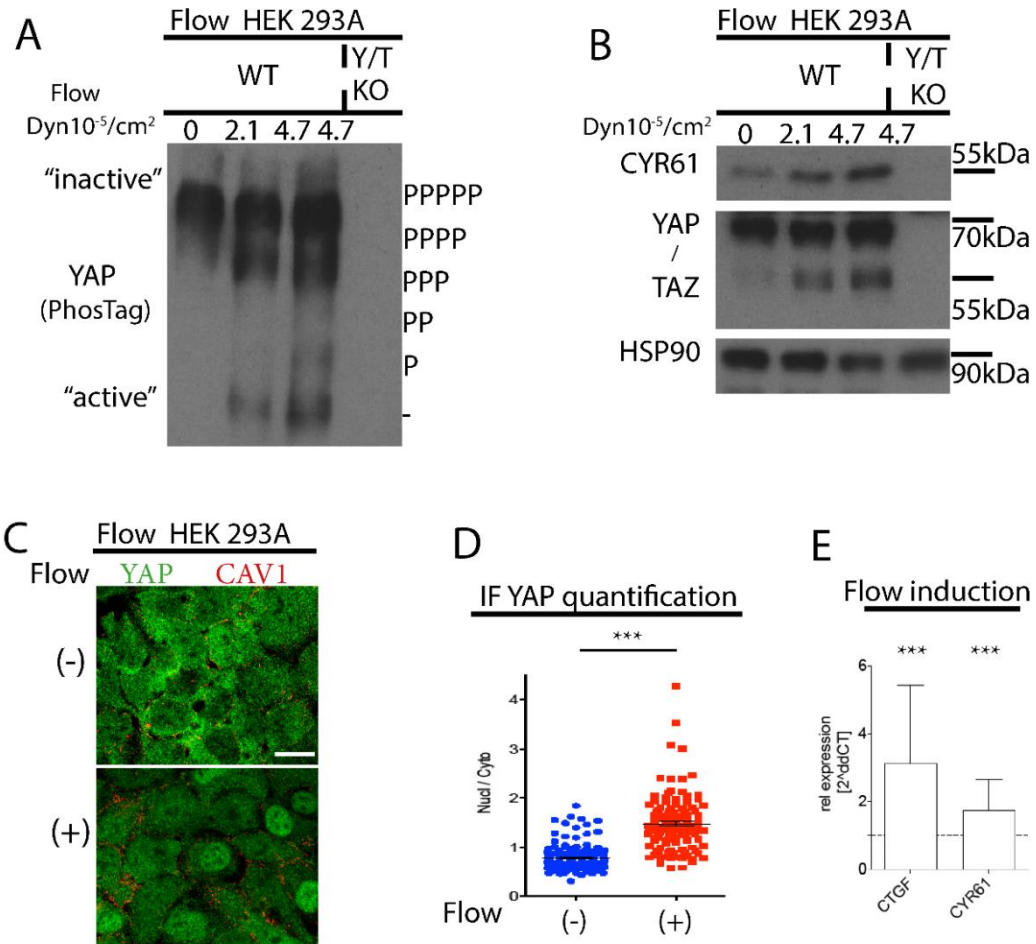 A
Flow HEK 293A
WT
Y/T
KO
Flow
Dyn10⁻⁵/cm²
0 2.1 4.7 4.7
"inactive"
YAP
(PhosTag)
"active"
PPPPP
PPPP
PPP
PP
P
-
B
Flow HEK 293A
WT
Y/T
KO
Dyn10⁻⁵/cm²
0 2.1 4.7 4.7
CYR61
55kDa
YAP
/
TAZ
70kDa
55kDa
HSP90
90kDa
C
Flow HEK 293A
Flow YAP CAV1
(-)
(+)
D
IF YAP quantification
***
Nucl / Cyto
4
3
2
1
0
Flow (-) (+)
E
Flow induction
*** ***
rel expression
[2^ddCT]
6
4
2
0
CTGF CYR61